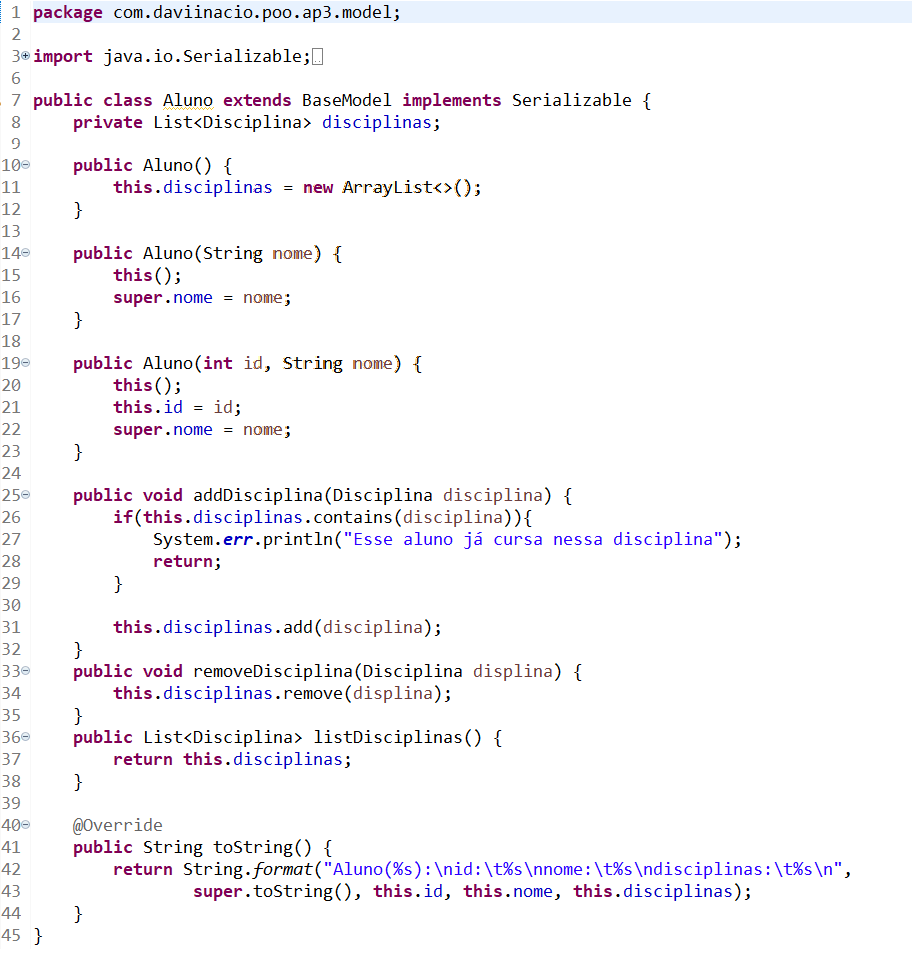 1 package com.daviinacio.poo.ap3.model;
2
3 import java.io.Serializable;
6
7 public class Aluno extends BaseModel implements Serializable {
8     private List<Disciplina> disciplinas;
9
10     public Aluno() {
11         this.disciplinas = new ArrayList<>();
12     }
13
14     public Aluno(String nome) {
15         this();
16         super.nome = nome;
17     }
18
19     public Aluno(int id, String nome) {
20         this();
21         this.id = id;
22         super.nome = nome;
23     }
24
25     public void addDisciplina(Disciplina disciplina) {
26         if(this.disciplinas.contains(disciplina)){
27             System.err.println("Esse aluno já cursa nessa disciplina");
28             return;
29         }
30
31         this.disciplinas.add(disciplina);
32     }
33     public void removeDisciplina(Disciplina displina) {
34         this.disciplinas.remove(displina);
35     }
36     public List<Disciplina> listDisciplinas() {
37         return this.disciplinas;
38     }
39
40     @Override
41     public String toString() {
42         return String.format("Aluno(%s):\nid:\t%s\nnome:\t%s\ndisciplinas:\t%s\n",
43                 super.toString(), this.id, this.nome, this.disciplinas);
44     }
45 }